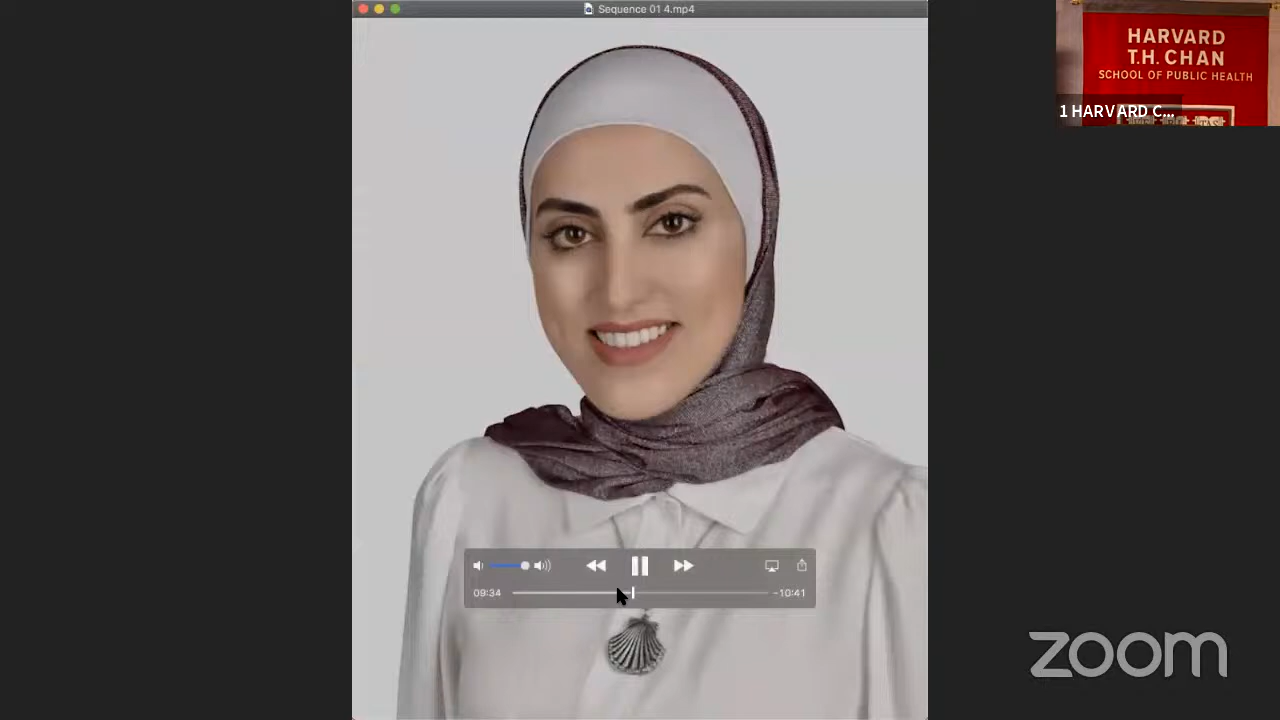 Sequence 01 4.mp4
HARVARD
T.H. CHAN
SCHOOL OF PUBLIC HEALTH
1 HARVARD C...
09:34
-10:41
zoom